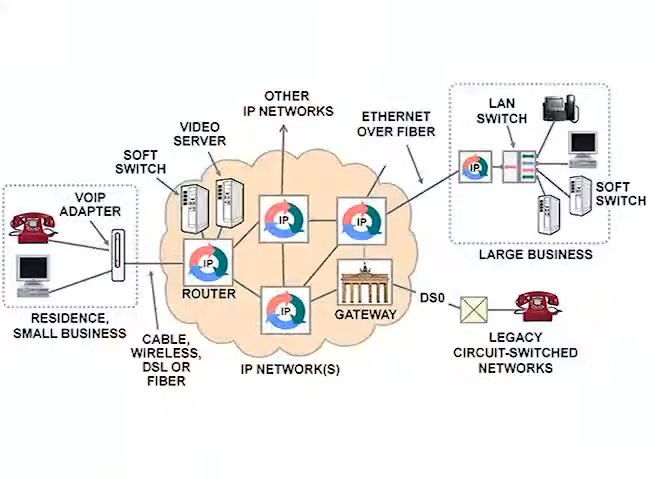 OTHER
IP NETWORKS
ETHERNET
OVER FIBER
LAN
SWITCH
VIDEO
SERVER
SOFT
SWITCH
VOIP
ADAPTER
IP
IP
IP
IP
IP
SOFT
SWITCH
LARGE BUSINESS
ROUTER
GATEWAY
DS0
RESIDENCE,
SMALL BUSINESS
CABLE,
WIRELESS,
DSL OR
FIBER
IP NETWORK(S)
LEGACY
CIRCUIT-SWITCHED
NETWORKS